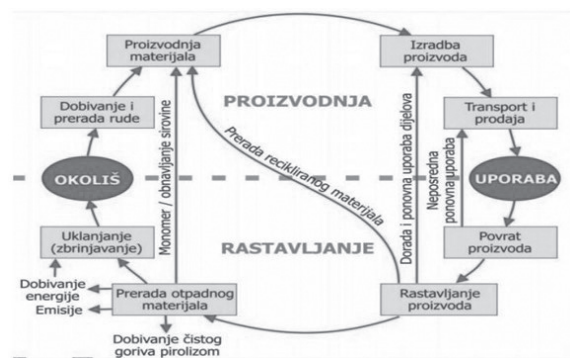 Proizvodnja
materijala
Izradba
proizvoda
Dobivanje i
prerada rude
PROIZVODNJA
Transport i
prodaja
Monomer / obnavljanje sirovine
Prerada recikliranog materijala
Dorada i ponovna uporaba dijelova
Neposredna
ponovna uporaba
OKOLIŠ
UPORABA
Uklanjanje
(zbrinjavanje)
RASTAVLJANJE
Povrat
proizvoda
Dobivanje
energije
Emisije
Prerada otpadnog
materijala
Rastavljanje
proizvoda
Dobivanje čistog
goriva pirolizom